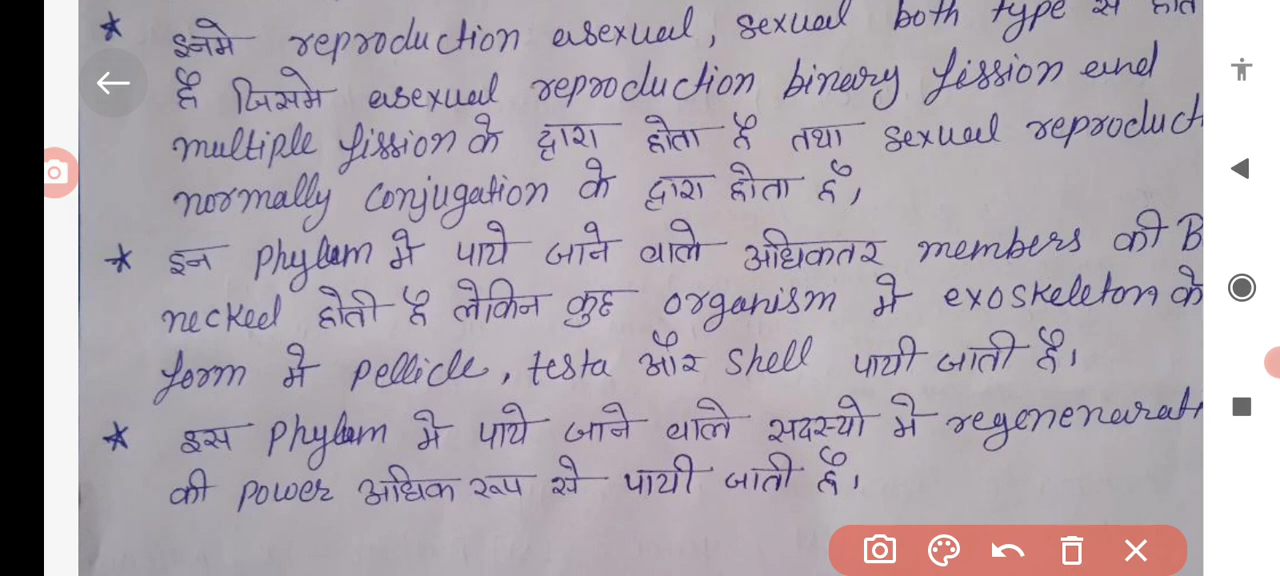 ★ इनमे reproduction asexual, sexual both type से
है जिसमे asexual reproduction binary fission and
multiple fission के द्वारा होता है तथा sexual reproduct
normally conjugation के द्वारा होता है,
★ इन phylum मे पाये जाने वाले अधिकतर members की B
necked होती है लेकिन कुछ organism मे exoskeleton के
form मे pellicle, testa और shell पायी जाती है।
★ इस phylum मे पाये जाने वाले सदस्यो मे regenenarat
की power अधिक रूप से पायी जाती है।